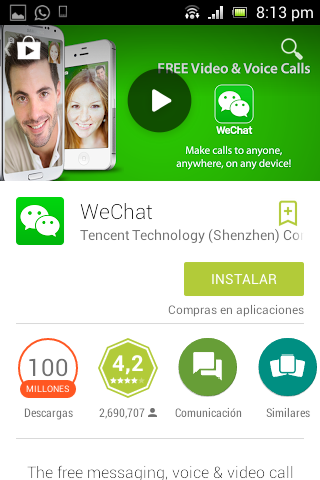 8:13 pm
FREE Video & Voice Calls
WeChat
Make calls to anyone,
anywhere, on any device!
WeChat
Tencent Technology (Shenzhen) Co
INSTALAR
Compras en aplicaciones
100
MILLONES
4,2
Descargas
2,690,707
Comunicación
Similares
The free messaging, voice & video call